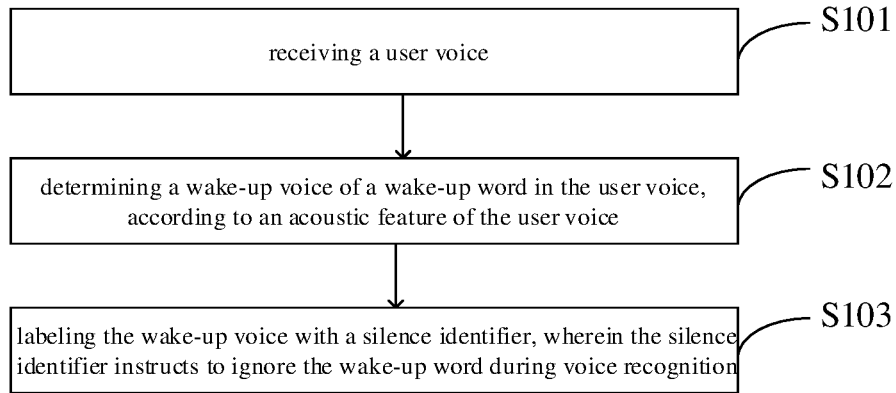 S101
receiving a user voice
S102
determining a wake-up voice of a wake-up word in the user voice,
according to an acoustic feature of the user voice
S103
labeling the wake-up voice with a silence identifier, wherein the silence
identifier instructs to ignore the wake-up word during voice recognition